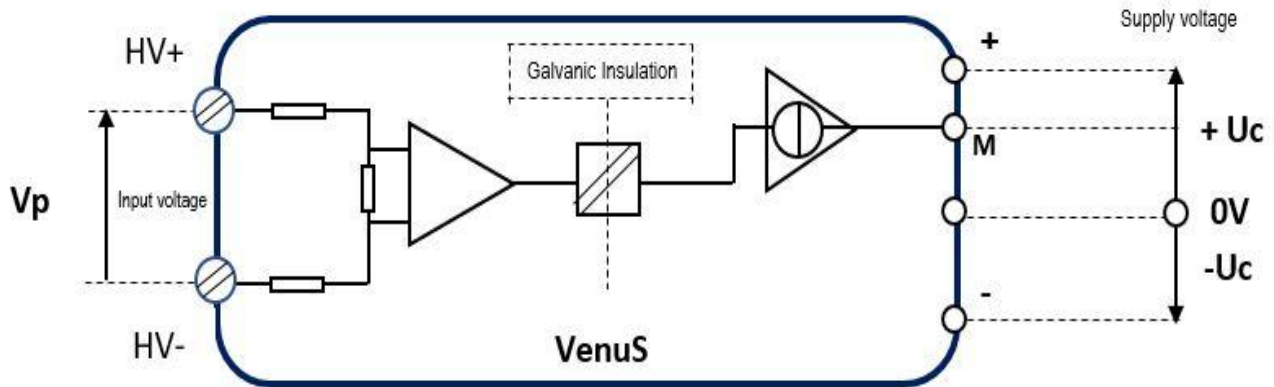 Supply voltage
HV+
+
Galvanic Insulation
+ Uc
M
Input voltage
Vp
0V
-Uc
-
HV-
VenuS